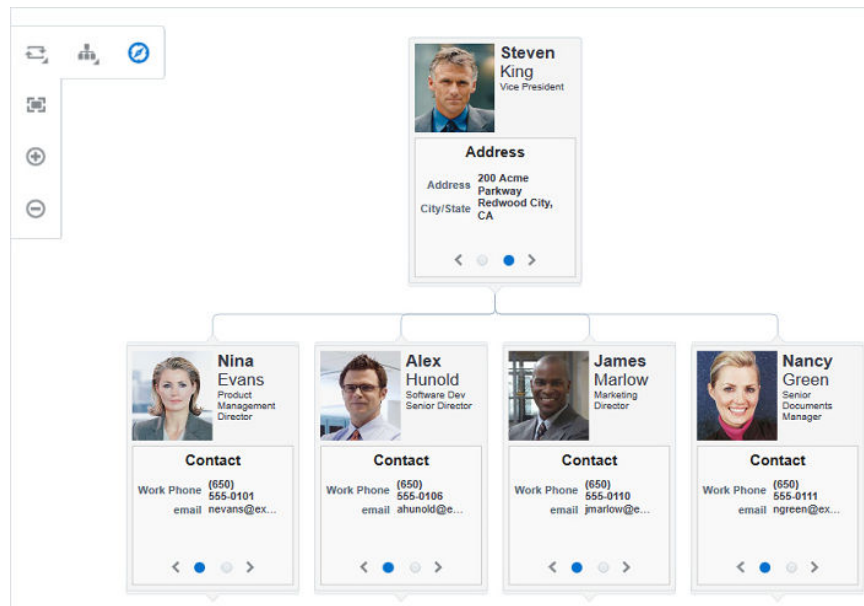 Steven
King
Vice President
Address
Address 200 Acme
Parkway
City/State Redwood City,
CA
Nina
Evans
Product
Management
Director
Contact
Work Phone (650)
555-0101
email nevans@ex...
Alex
Hunold
Software Dev
Senior Director
Contact
Work Phone (650)
555-0106
email ahunold@e...
James
Marlow
Marketing
Director
Contact
Work Phone (650)
555-0110
email jmarlow@e...
Nancy
Green
Senior
Documents
Manager
Contact
Work Phone (650)
555-0111
email ngreen@ex...